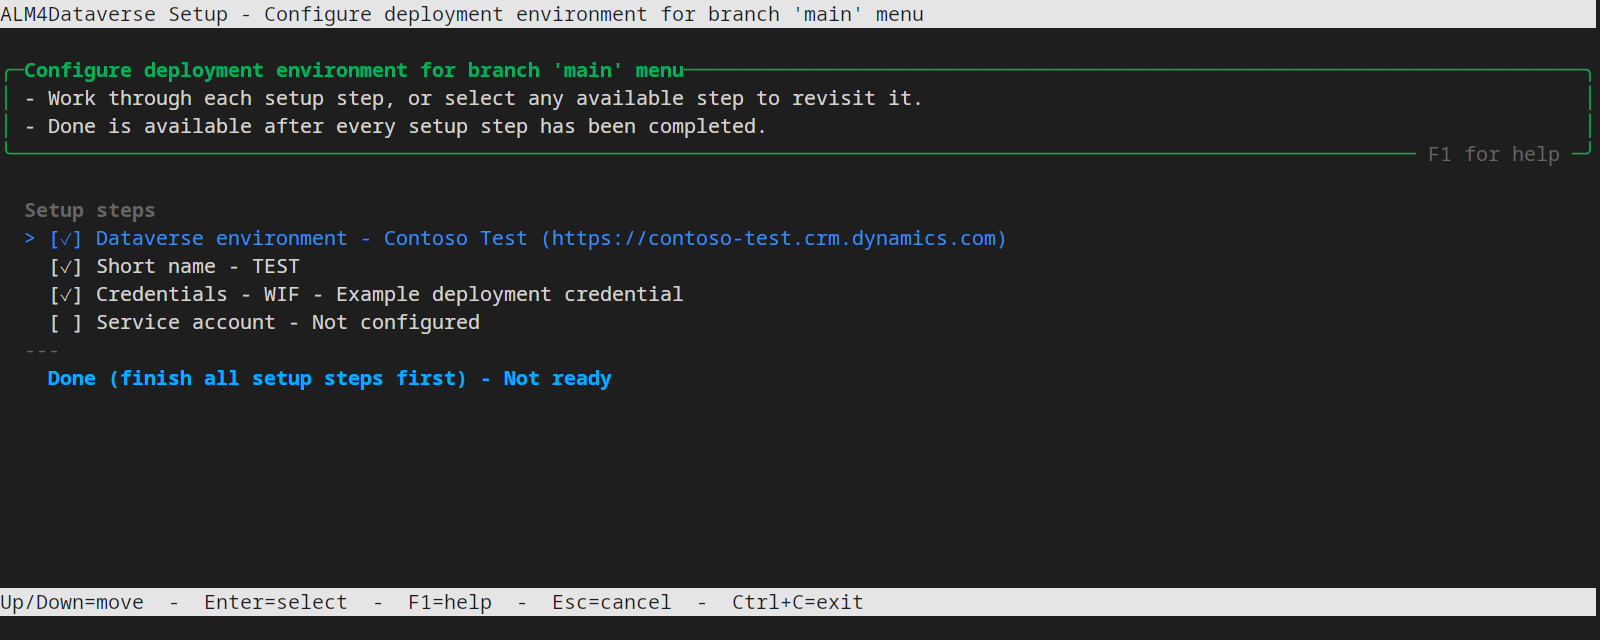 ALM4Dataverse Setup - Configure deployment environment for branch 'main' menu
Configure deployment environment for branch 'main' menu
- Work through each setup step, or select any available step to revisit it.
- Done is available after every setup step has been completed.
F1 for help
Setup steps
> [✓] Dataverse environment - Contoso Test (https://contoso-test.crm.dynamics.com)
[✓] Short name - TEST
[✓] Credentials - WIF - Example deployment credential
[ ] Service account - Not configured
---
Done (finish all setup steps first) - Not ready
Up/Down=move  -  Enter=select  -  F1=help  -  Esc=cancel  -  Ctrl+C=exit